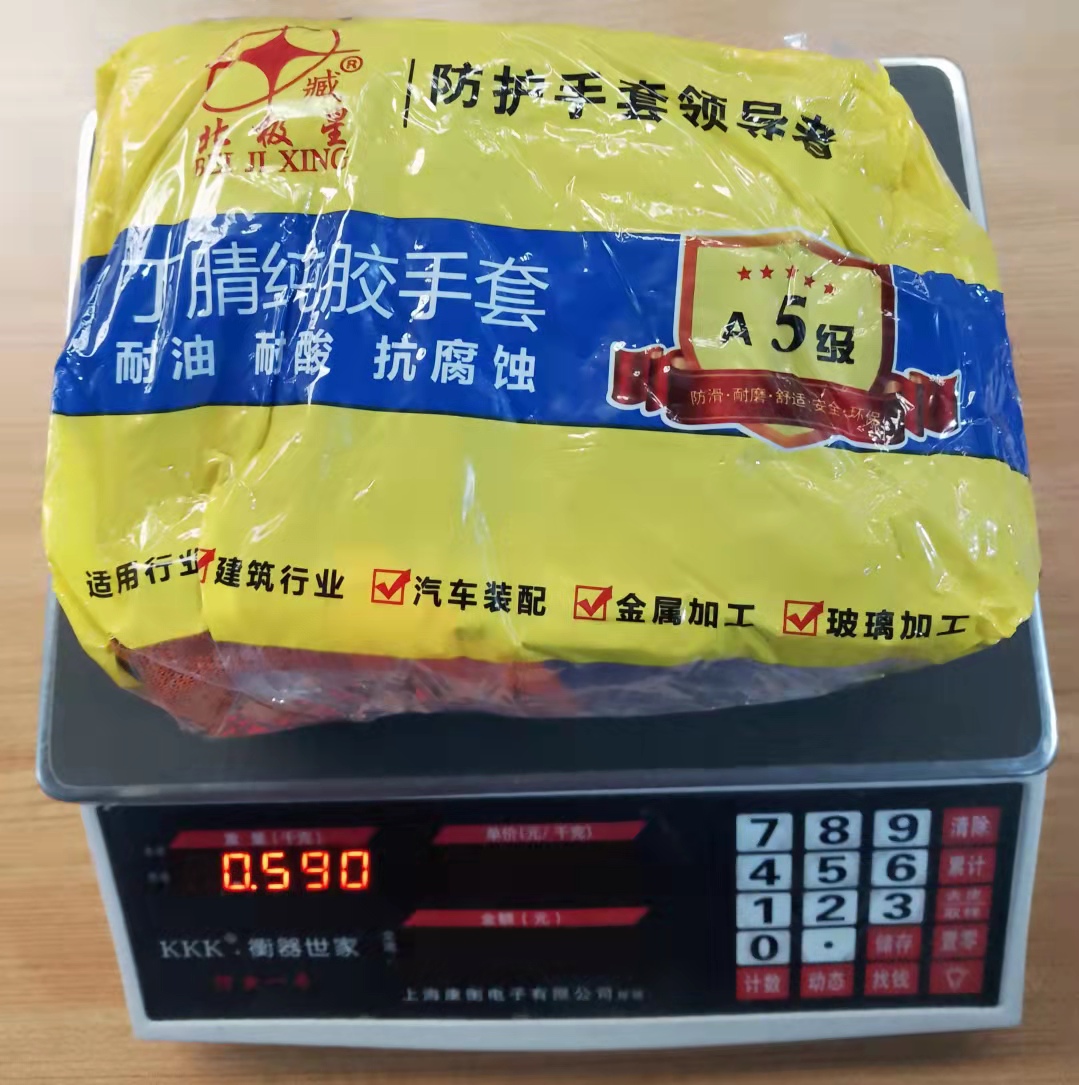 臧®
北极星
BEI JI XING
防护手套领导者
丁腈纯胶手套
耐油 耐酸 抗腐蚀
★★★★★
A5级
防滑·耐磨·舒适·安全·环保
适用行业
建筑行业
汽车装配
金属加工
玻璃加工
重量(千克)
0.590
单价(元/千克)
金额(元)
KKK®·衡器世家
上海康衡电子有限公司
7 8 9 清除
4 5 6 累计
1 2 3
0 · 储存 置零
计数 动态 找钱